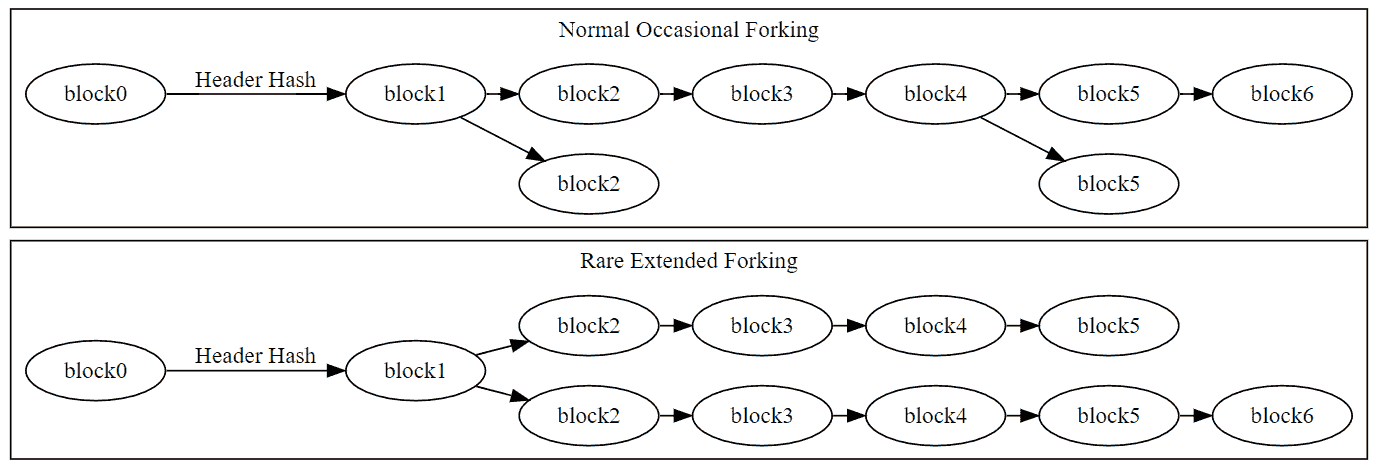 Normal Occasional Forking
block0
Header Hash
block1
block2
block3
block4
block5
block6
block2
block5
Rare Extended Forking
block2
block3
block4
block5
block0
Header Hash
block1
block2
block3
block4
block5
block6